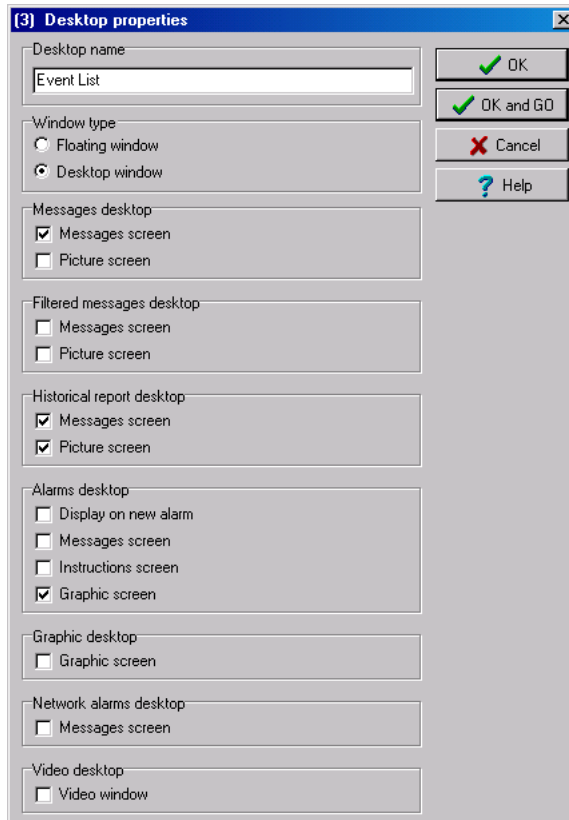 (3) Desktop properties
Desktop name
Event List
Window type
Floating window
Desktop window
Messages desktop
Messages screen
Picture screen
Filtered messages desktop
Messages screen
Picture screen
Historical report desktop
Messages screen
Picture screen
Alarms desktop
Display on new alarm
Messages screen
Instructions screen
Graphic screen
Graphic desktop
Graphic screen
Network alarms desktop
Messages screen
Video desktop
Video window
OK
OK and GO
Cancel
Help